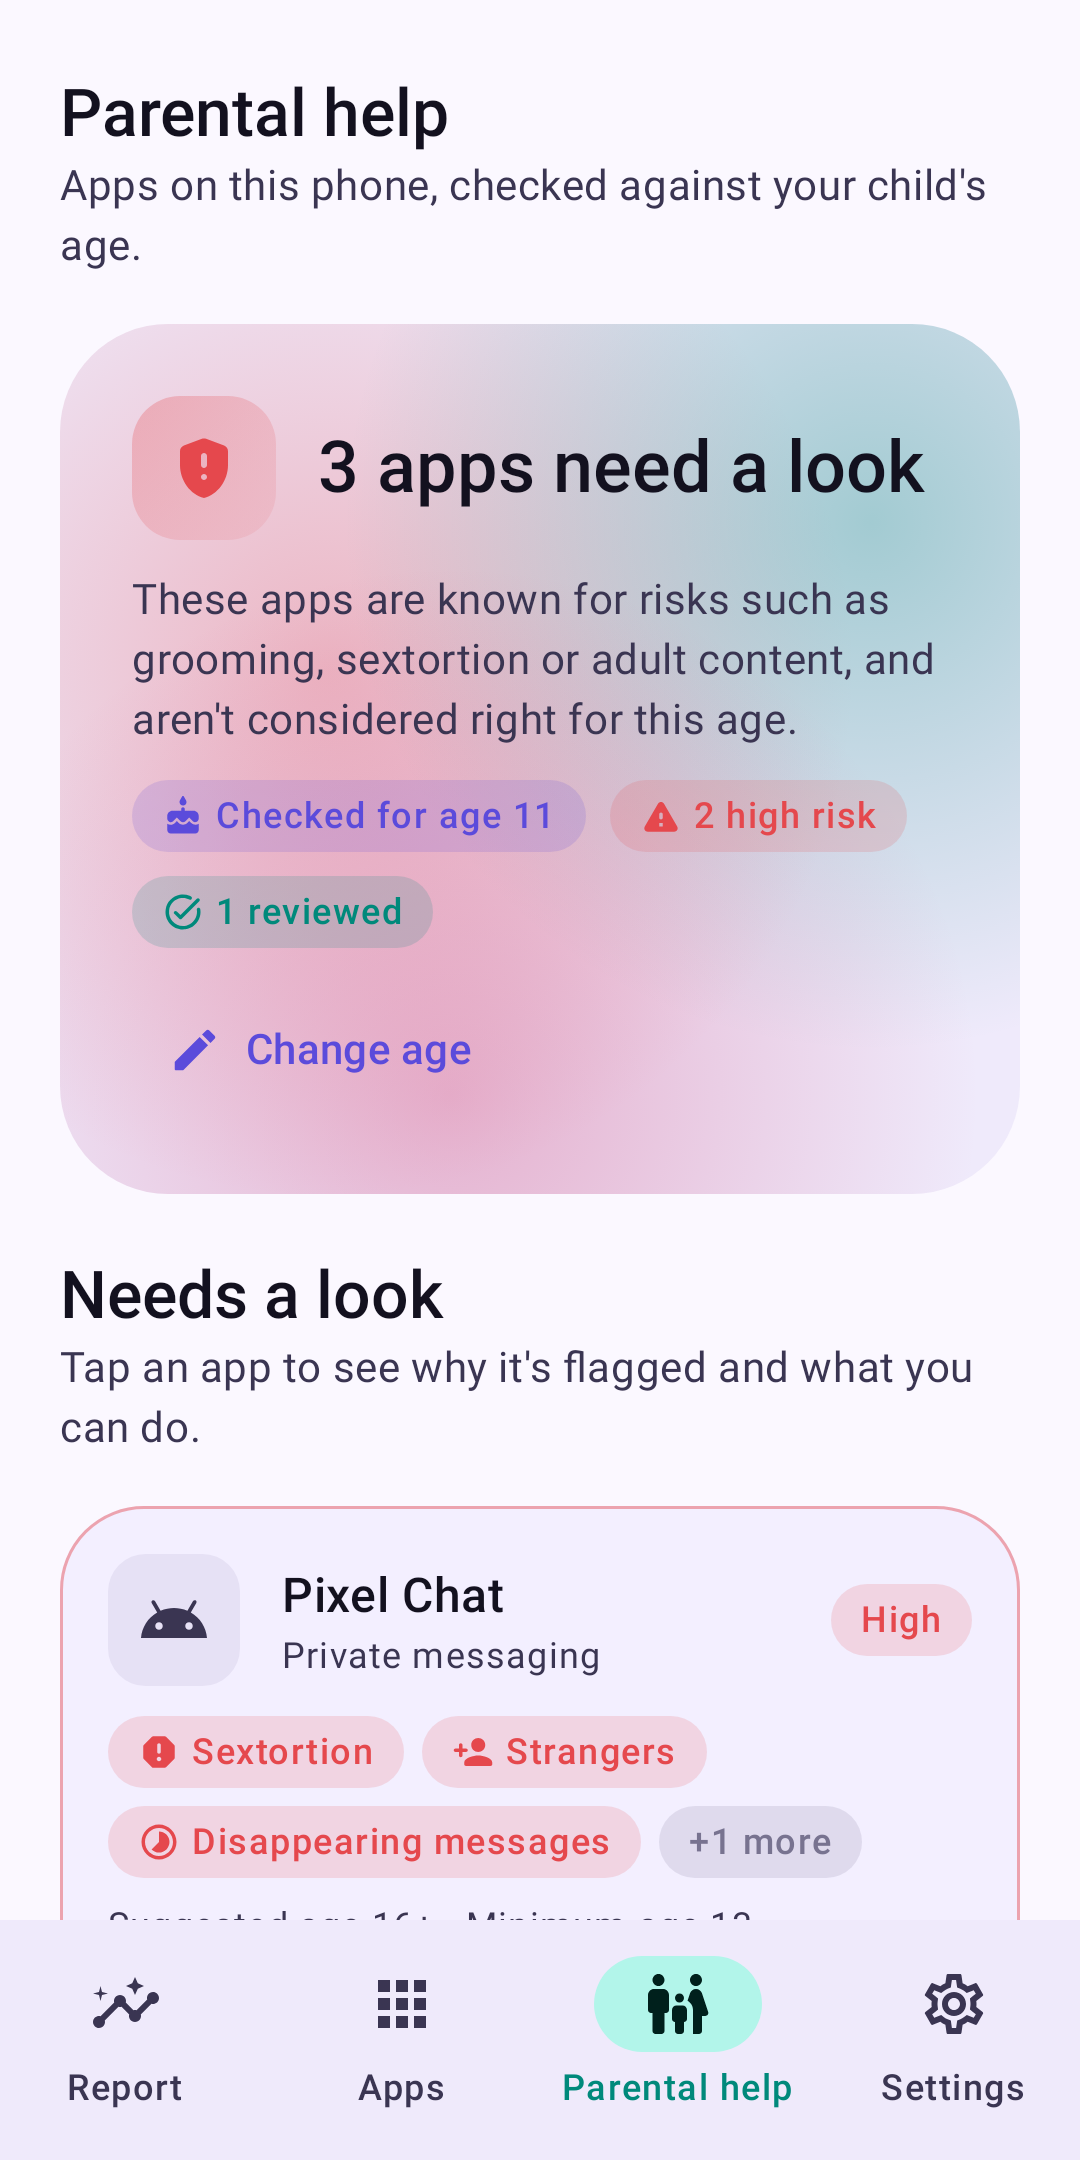 Parental help
Apps on this phone, checked against your child's
age.
3 apps need a look
These apps are known for risks such as
grooming, sextortion or adult content, and
aren't considered right for this age.
Checked for age 11
2 high risk
1 reviewed
Change age
Needs a look
Tap an app to see why it's flagged and what you
can do.
Pixel Chat
Private messaging
High
Sextortion
Strangers
Disappearing messages
+1 more
Report
Apps
Parental help
Settings